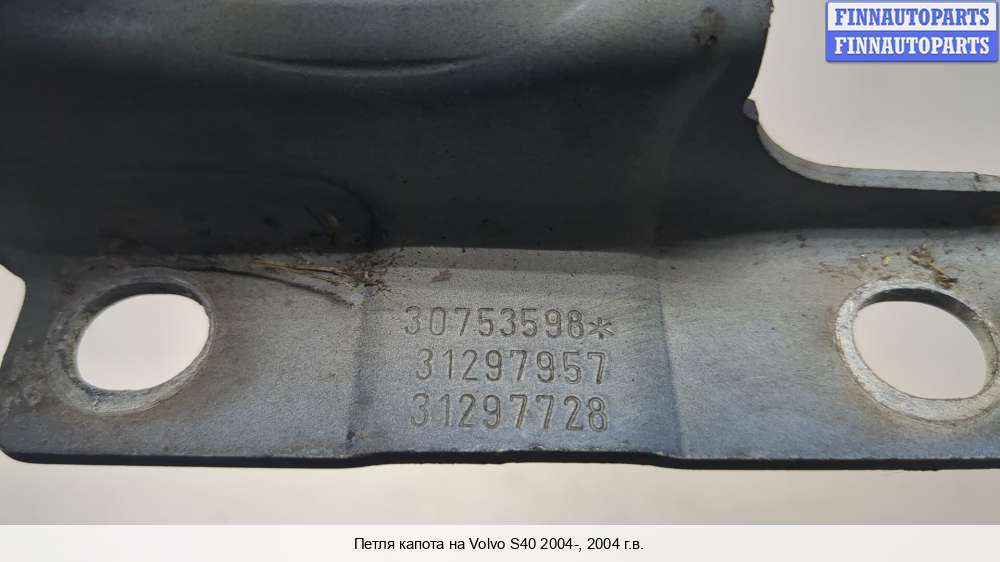 FINNAUTOPARTS
FINNAUTOPARTS
30753598*
31297957
31297728
Петля капота на Volvo S40 2004-, 2004 г.в.